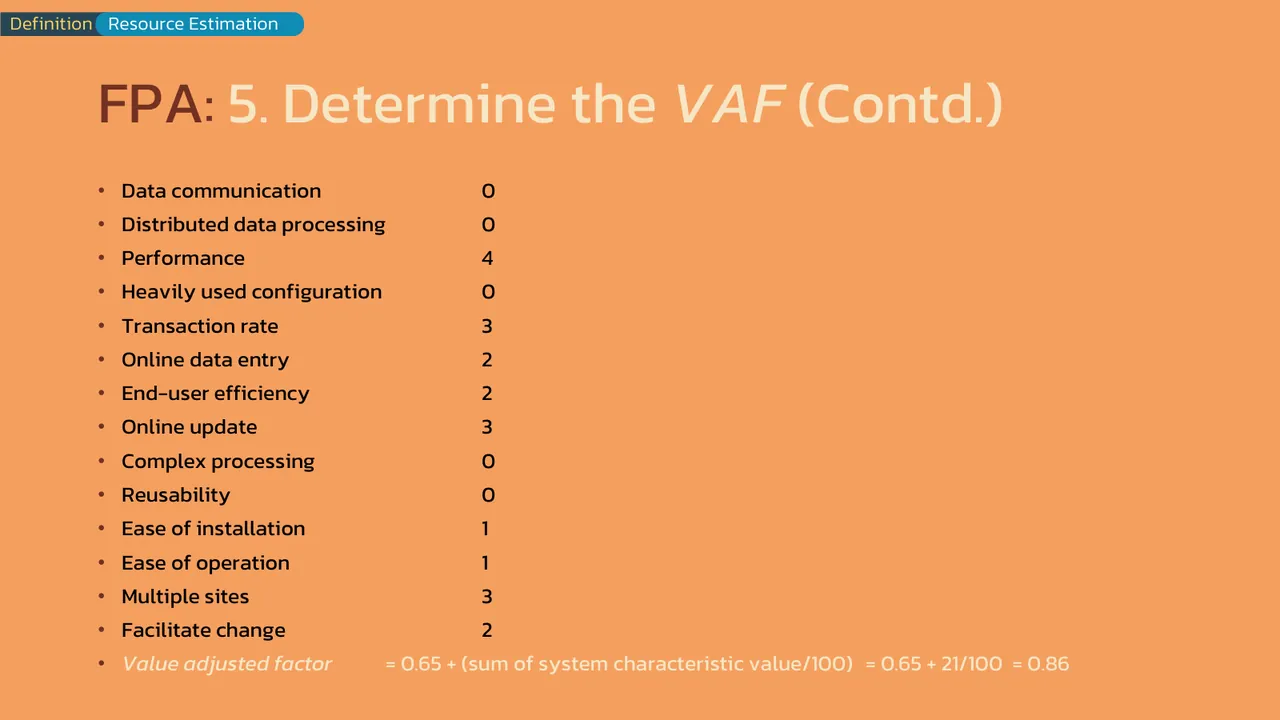 Definition Resource Estimation
FPA: 5. Determine the VAF (Contd.)
• Data communication 0
• Distributed data processing 0
• Performance 4
• Heavily used configuration 0
• Transaction rate 3
• Online data entry 2
• End-user efficiency 2
• Online update 3
• Complex processing 0
• Reusability 0
• Ease of installation 1
• Ease of operation 1
• Multiple sites 3
• Facilitate change 2
• Value adjusted factor = 0.65 + (sum of system characteristic value/100) = 0.65 + 21/100 = 0.86